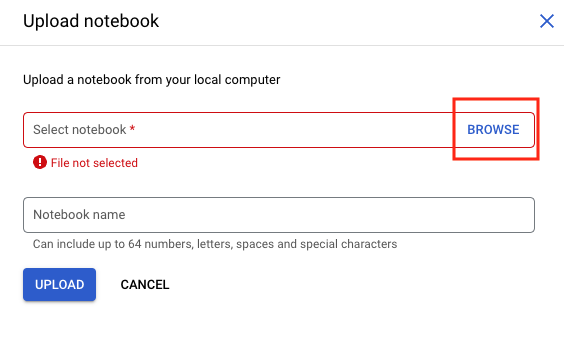 Upload notebook
Upload a notebook from your local computer
Select notebook * BROWSE
File not selected
Notebook name
Can include up to 64 numbers, letters, spaces and special characters
UPLOAD CANCEL